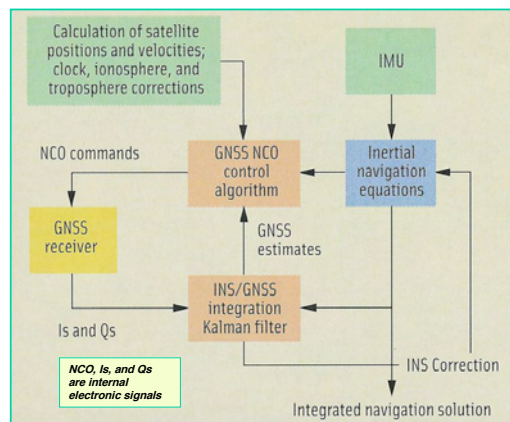 Calculation of satellite
positions and velocities;
clock, ionosphere, and
troposphere corrections
IMU
NCO commands
GNSS NCO
control
algorithm
Inertial
navigation
equations
GNSS
receiver
GNSS
estimates
INS/GNSS
integration
Kalman filter
Is and Qs
NCO, Is, and Qs
are internal
electronic signals
INS Correction
Integrated navigation solution